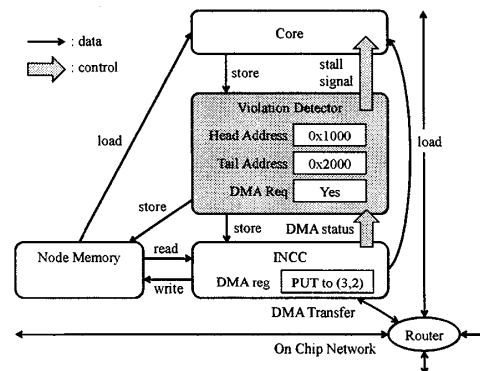 : data
: control
Core
store
stall
signal
load
Violation Detector
Head Address 0x1000
Tail Address 0x2000
DMA Req Yes
load
store
store
DMA status
Node Memory
read
write
INCC
DMA reg PUT to (3,2)
DMA Transfer
On Chip Network
Router